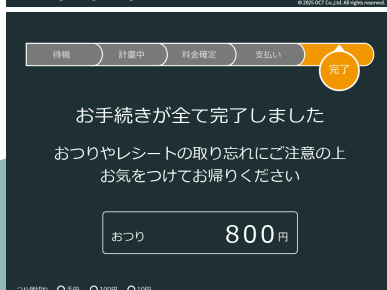 © 2025 OCT Co.,Ltd. All rights reserved.
待機 計量中 料金確定 支払い 完了
お手続きが全て完了しました
おつりやレシートの取り忘れにご注意の上
お気をつけてお帰りください
おつり 800円